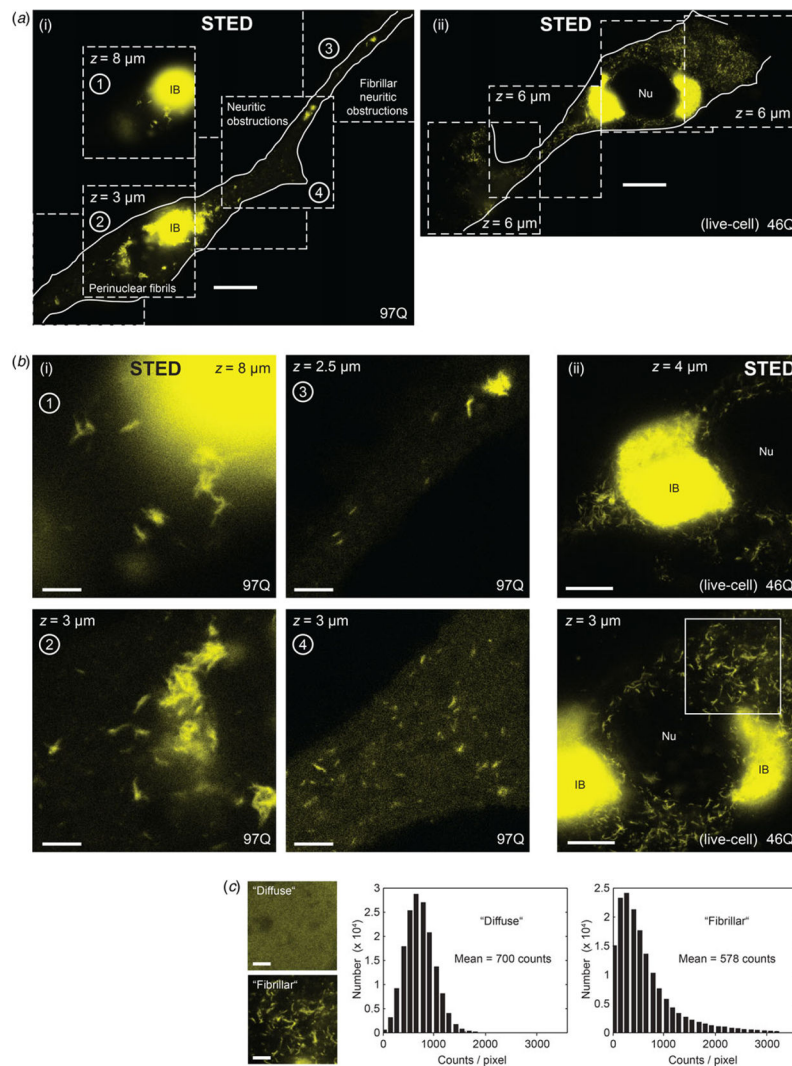 (a) (i) STED
z = 8 µm
1
IB
Neuritic
obstructions
3
Fibrillar
neuritic
obstructions
4
z = 3 µm
2
IB
Perinuclear fibrils
97Q
(ii) STED
z = 6 µm
Nu
z = 6 µm
z = 6 µm
(live-cell) 46Q
(b) (i) STED z = 8 µm
1
97Q
z = 2.5 µm
3
97Q
(ii) z = 4 µm STED
Nu
IB
(live-cell) 46Q
z = 3 µm
2
97Q
z = 3 µm
4
97Q
z = 3 µm
Nu
IB
IB
(live-cell) 46Q
(c)
"Diffuse"
"Fibrillar"
Number (x 10⁴)
3
2.5
2
1.5
1
0.5
0
"Diffuse"
Mean = 700 counts
0 1000 2000 3000
Counts / pixel
Number (x 10⁴)
2.5
2
1.5
1
0.5
0
"Fibrillar"
Mean = 578 counts
0 1000 2000 3000
Counts / pixel